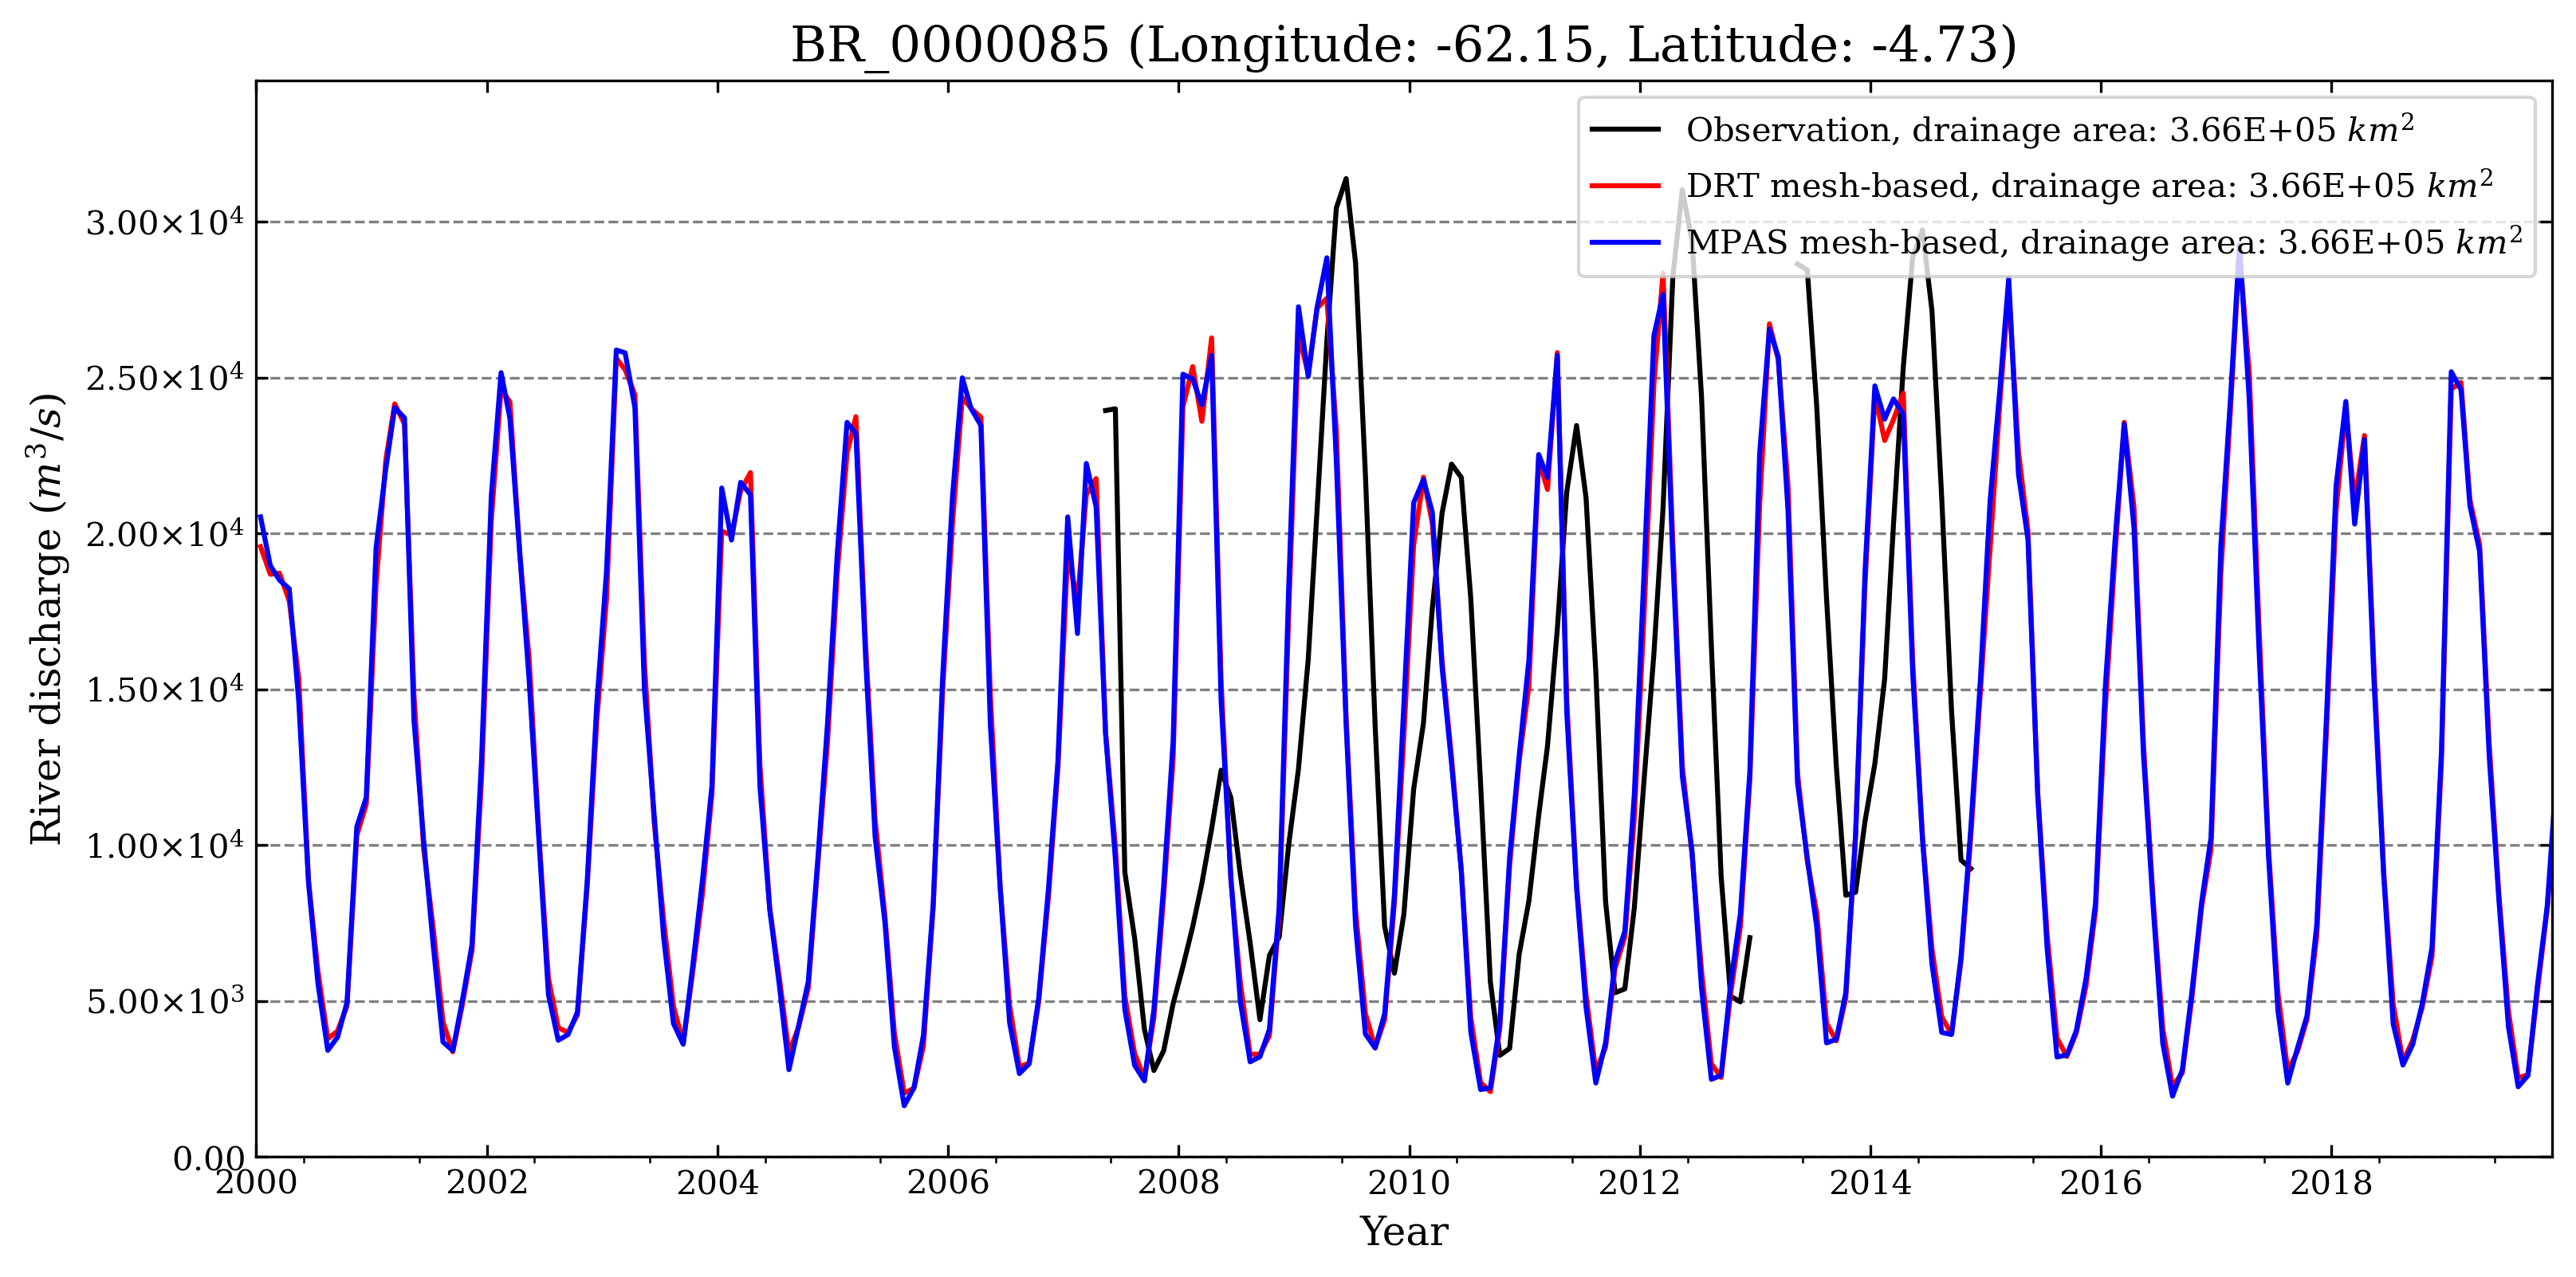 BR_0000085 (Longitude: -62.15, Latitude: -4.73)
Observation, drainage area: 3.66E+05 km²
DRT mesh-based, drainage area: 3.66E+05 km²
MPAS mesh-based, drainage area: 3.66E+05 km²
River discharge (m³/s)
3.00×10⁴
2.50×10⁴
2.00×10⁴
1.50×10⁴
1.00×10⁴
5.00×10³
0.00
2000 2002 2004 2006 2008 2010 2012 2014 2016 2018
Year